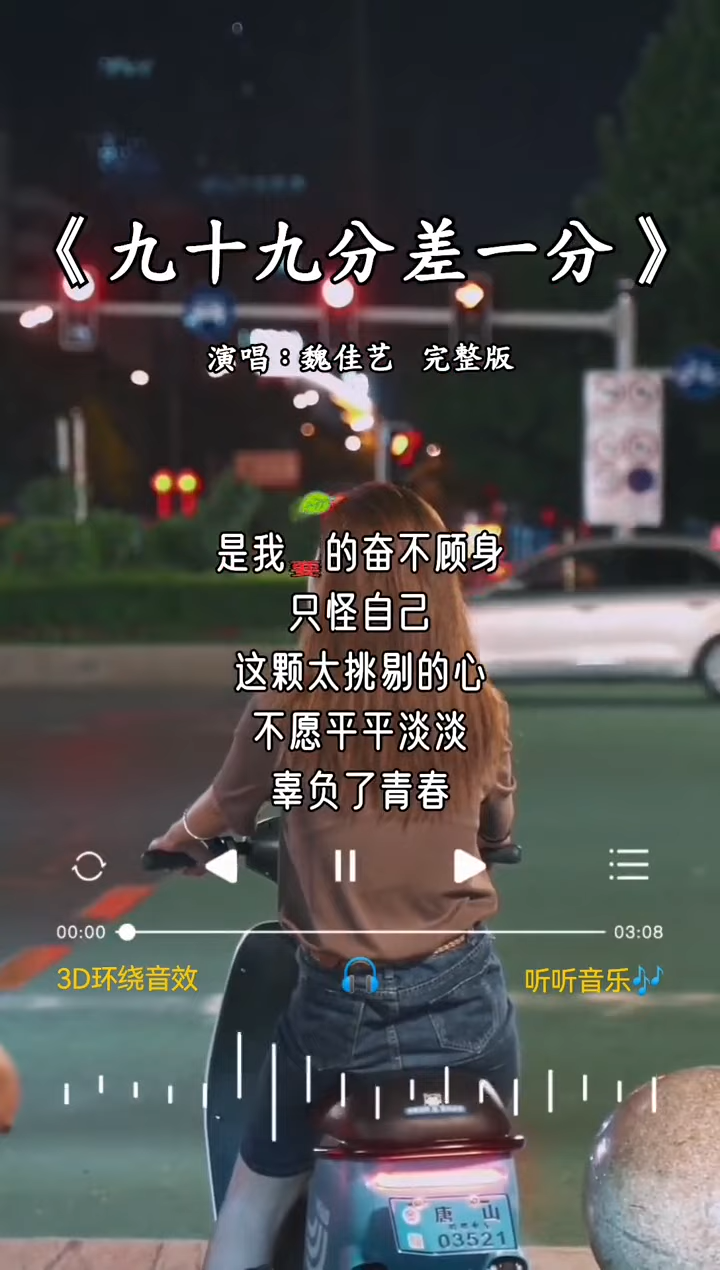 《九十九分差一分》
演唱：魏佳艺 完整版
是我要的奋不顾身
只怪自己
这颗太挑剔的心
不愿平平淡淡
辜负了青春
00:00 03:08
3D环绕音效 听听音乐
唐 山
03521